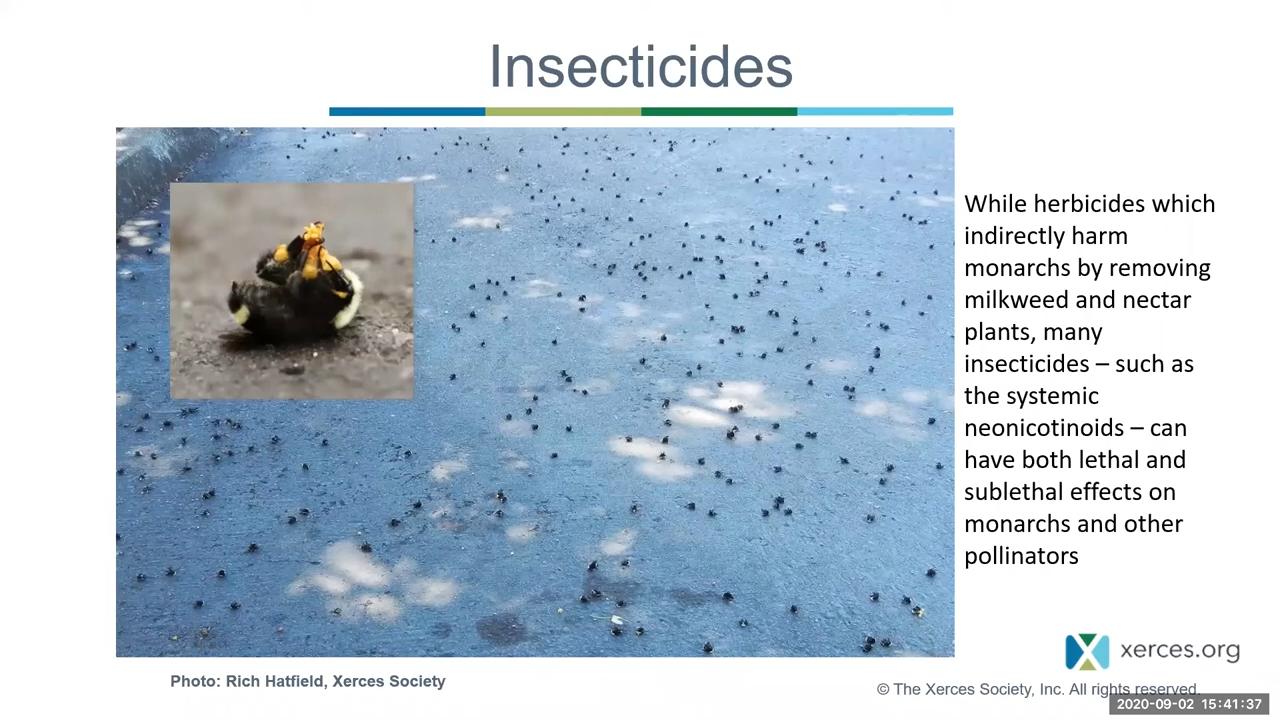 Insecticides
While herbicides which
indirectly harm
monarchs by removing
milkweed and nectar
plants, many
insecticides – such as
the systemic
neonicotinoids – can
have both lethal and
sublethal effects on
monarchs and other
pollinators
xerces.org
Photo: Rich Hatfield, Xerces Society
© The Xerces Society, Inc. All rights reserved.
2020-09-02 15:41:37